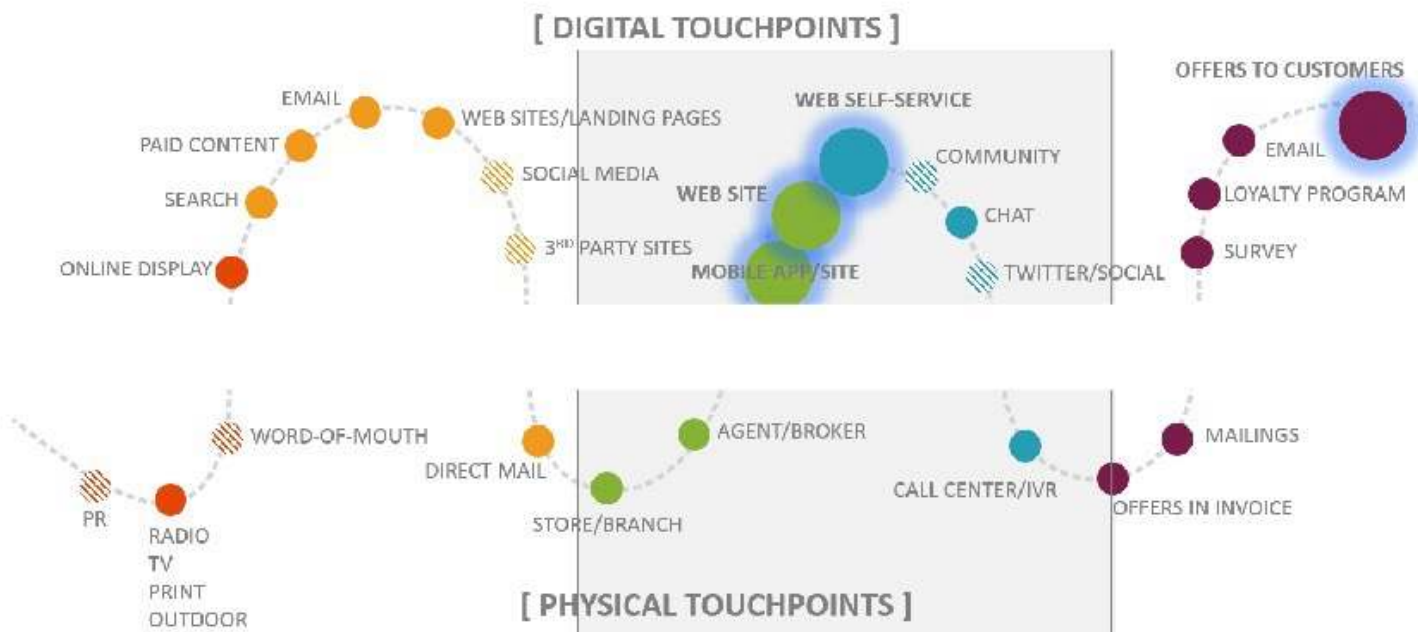 [ DIGITAL TOUCHPOINTS ]
OFFERS TO CUSTOMERS
EMAIL
WEB SELF-SERVICE
WEB SITES/LANDING PAGES
PAID CONTENT
EMAIL
COMMUNITY
SOCIAL MEDIA
WEB SITE
LOYALTY PROGRAM
SEARCH
CHAT
3RD PARTY SITES
SURVEY
ONLINE DISPLAY
MOBILE APP/SITE
TWITTER/SOCIAL
WORD-OF-MOUTH
AGENT/BROKER
MAILINGS
DIRECT MAIL
CALL CENTER/IVR
OFFERS IN INVOICE
PR
STORE/BRANCH
RADIO
TV
PRINT
OUTDOOR
[ PHYSICAL TOUCHPOINTS ]